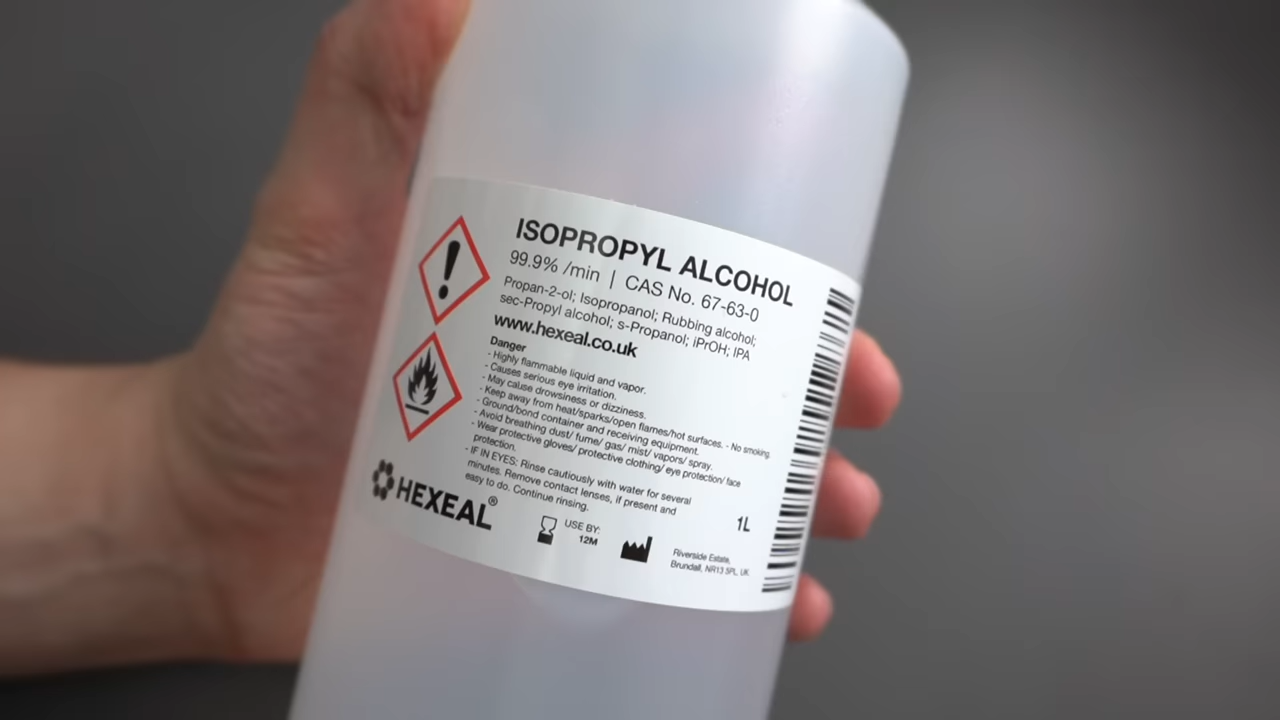 ISOPROPYL ALCOHOL
99.9% /min | CAS No. 67-63-0
Propan-2-ol; Isopropanol; Rubbing alcohol;
sec-Propyl alcohol; s-Propanol; iPrOH; IPA
www.hexeal.co.uk
Danger
- Highly flammable liquid and vapor.
- Causes serious eye irritation.
- May cause drowsiness or dizziness.
- Keep away from heat/sparks/open flames/hot surfaces. - No smoking.
- Ground/bond container and receiving equipment.
- Avoid breathing dust/ fume/ gas/ mist/ vapors/ spray.
- Wear protective gloves/ protective clothing/ eye protection/ face
protection.
- IF IN EYES: Rinse cautiously with water for several
minutes. Remove contact lenses, if present and
easy to do. Continue rinsing.
HEXEAL®
USE BY:
12M
1L
Riverside Estate,
Brundall, NR13 5PL, UK